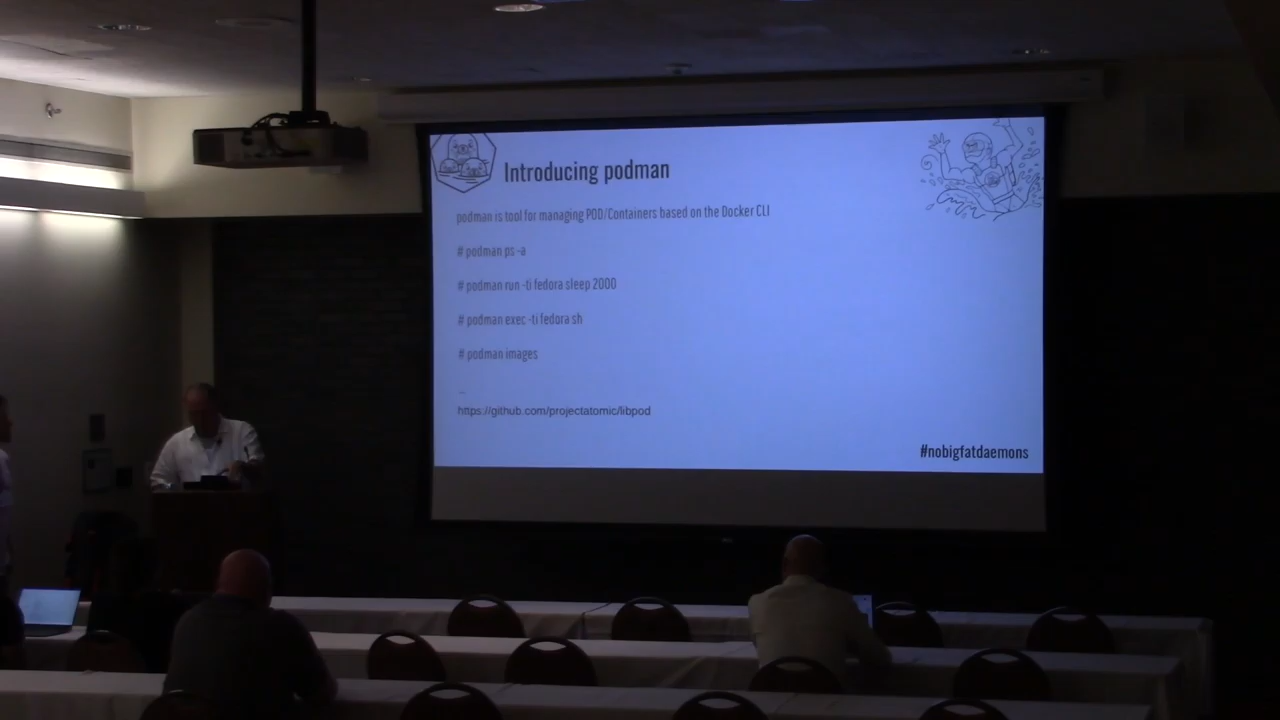 Introducing podman
podman is tool for managing POD/Containers based on the Docker CLI
# podman ps -a
# podman run -ti fedora sleep 2000
# podman exec -ti fedora sh
# podman images
...
https://github.com/projectatomic/libpod
#nobigfatdaemons